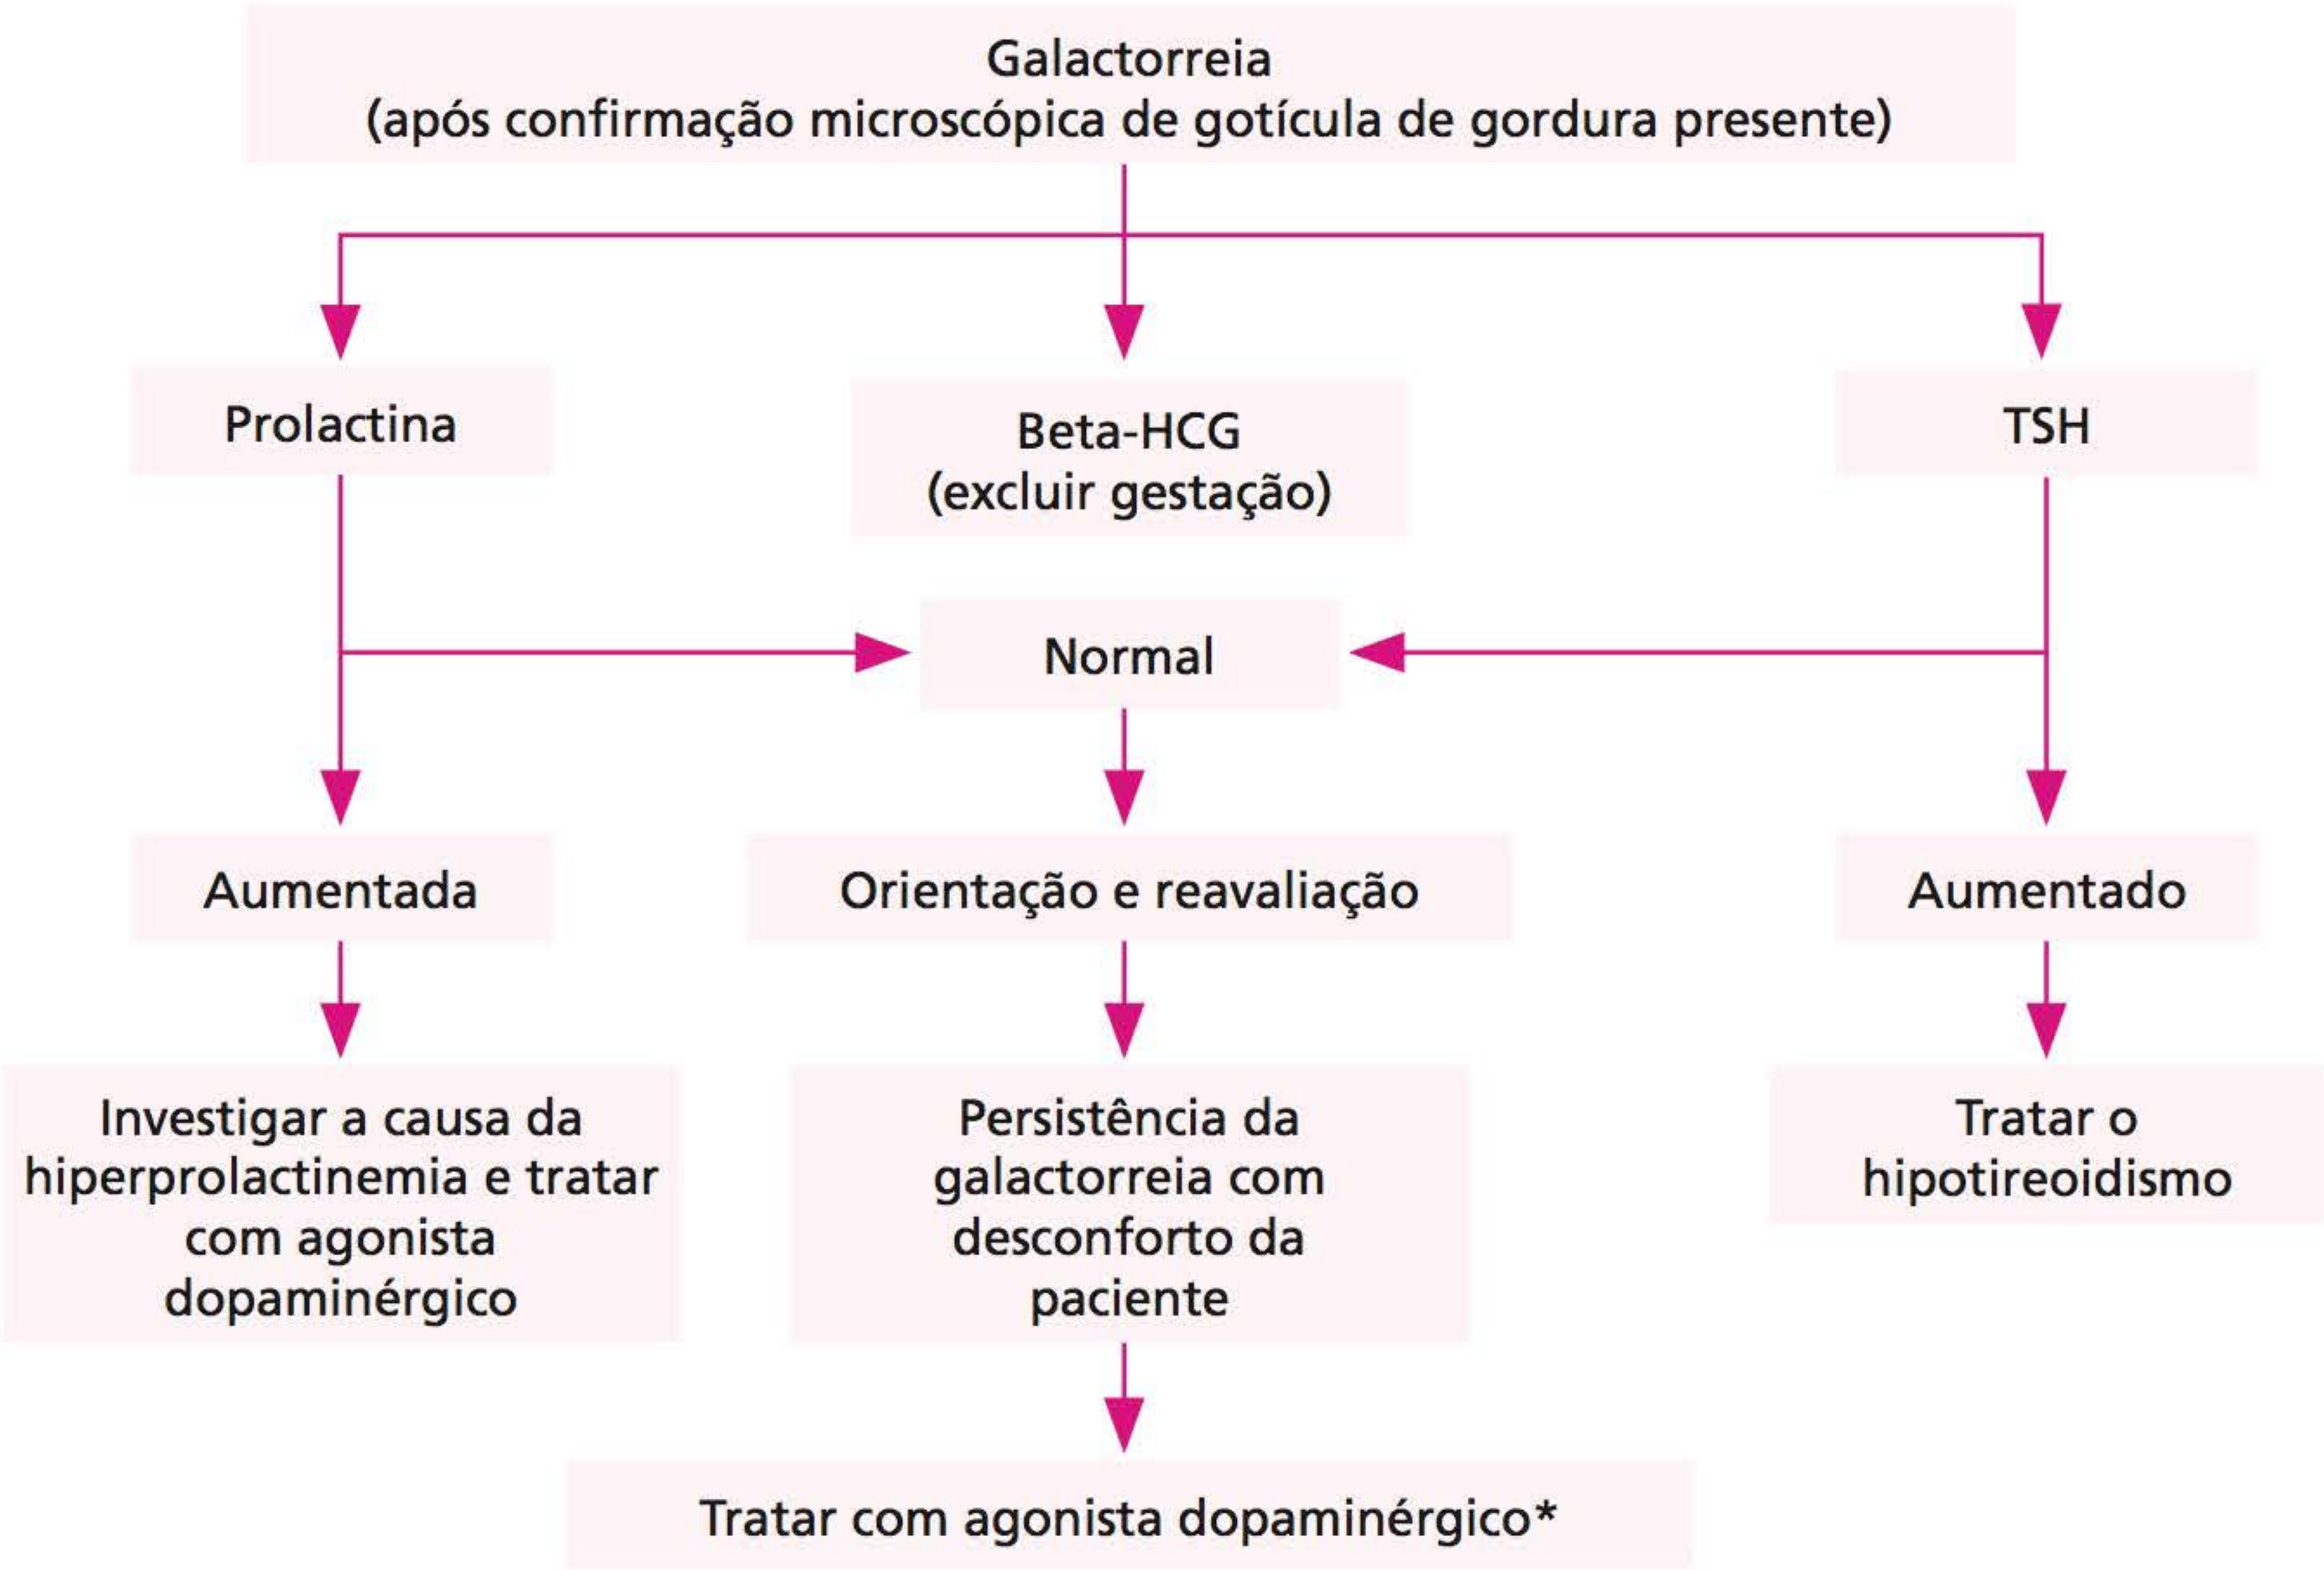 Galactorreia
(após confirmação microscópica de gotícula de gordura presente)
Prolactina
Beta-HCG
(excluir gestação)
TSH
Normal
Aumentada
Orientação e reavaliação
Aumentado
Investigar a causa da
hiperprolactinemia e tratar
com agonista
dopaminérgico
Persistência da
galactorreia com
desconforto da
paciente
Tratar o
hipotireoidismo
Tratar com agonista dopaminérgico*